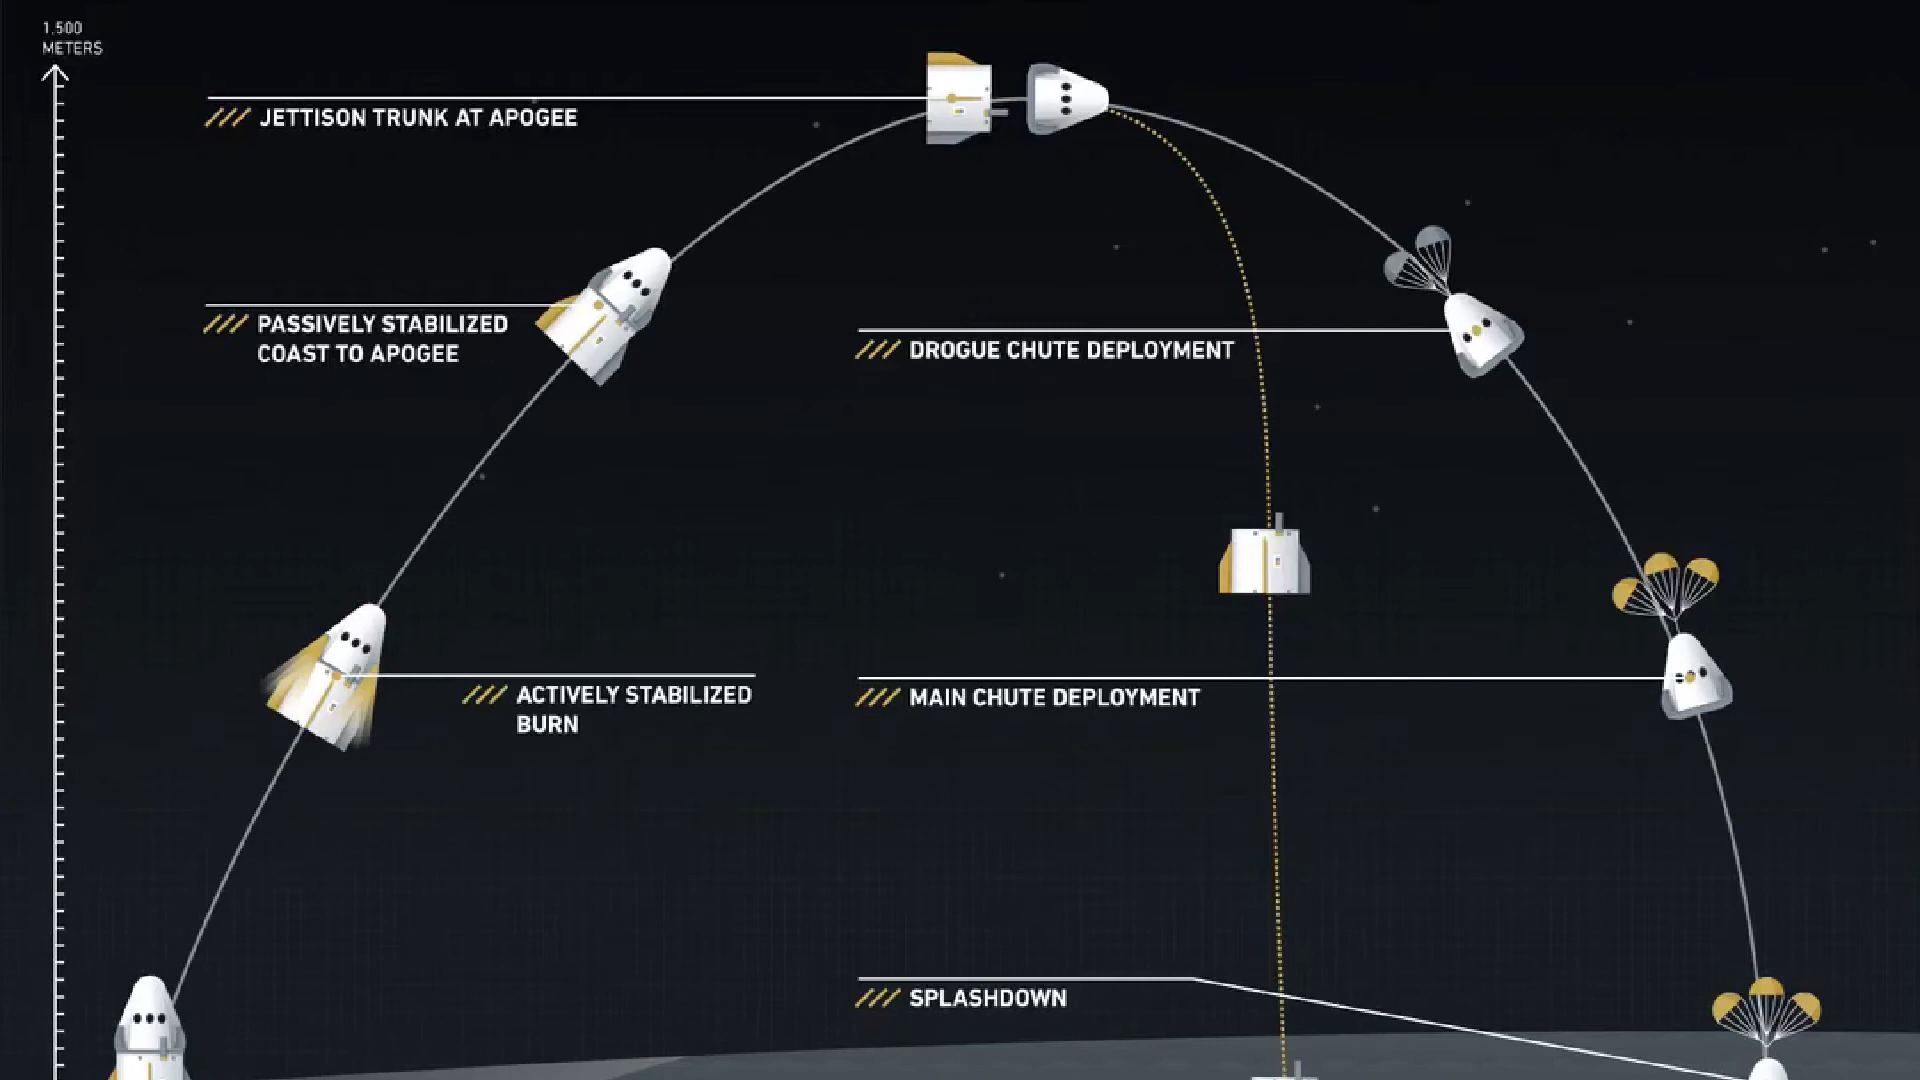 1.500
METERS
JETTISON TRUNK AT APOGEE
PASSIVELY STABILIZED
COAST TO APOGEE
DROGUE CHUTE DEPLOYMENT
ACTIVELY STABILIZED
BURN
MAIN CHUTE DEPLOYMENT
SPLASHDOWN